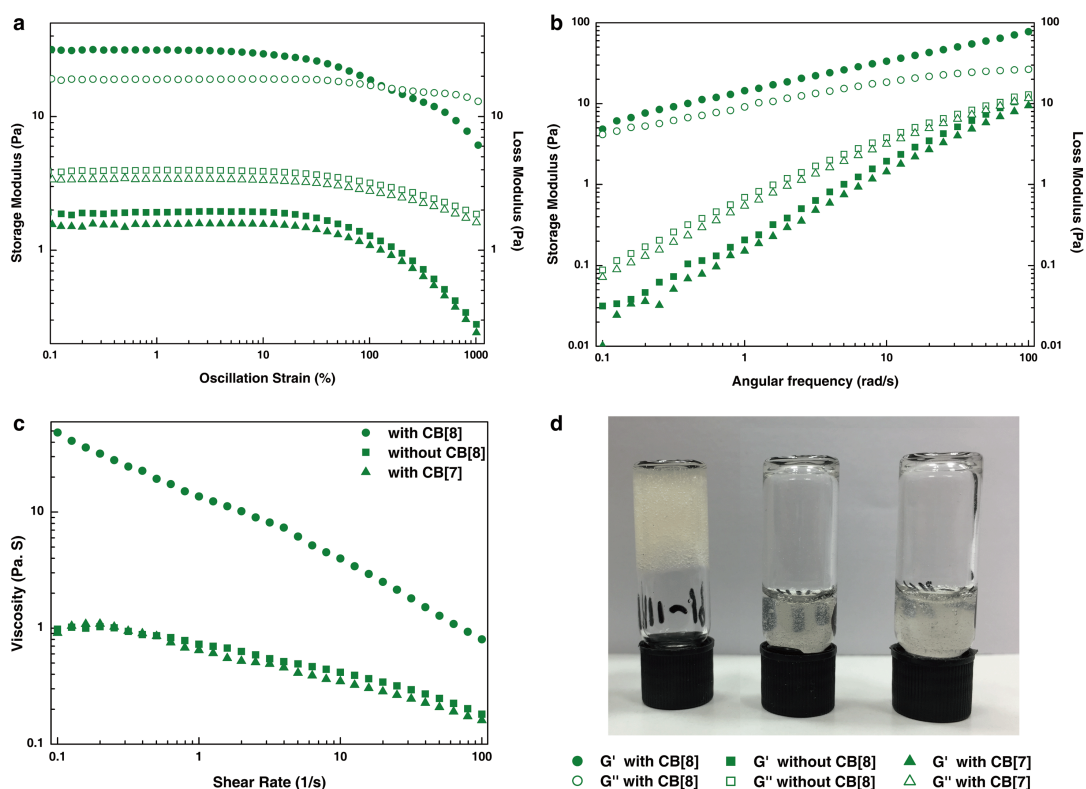 a
Storage Modulus (Pa)
10
1
10
1
Loss Modulus (Pa)
0.1 1 10 100 1000
Oscillation Strain (%)
b
Storage Modulus (Pa)
100
10
1
0.1
0.01
100
10
1
0.1
0.01
Loss Modulus (Pa)
0.1 1 10 100
Angular frequency (rad/s)
c
Viscosity (Pa. S)
10
1
0.1
with CB[8]
without CB[8]
with CB[7]
0.1 1 10 100
Shear Rate (1/s)
d
G' with CB[8] G' without CB[8] G' with CB[7]
G'' with CB[8] G'' without CB[8] G'' with CB[7]